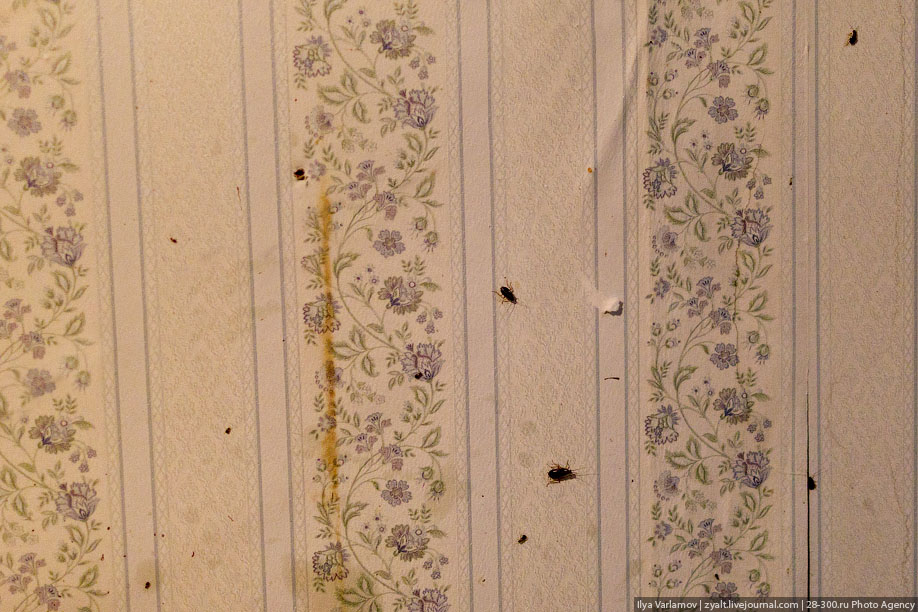 Ilya Varlamov | zyalt.livejournal.com | 28-300.ru Photo Agency